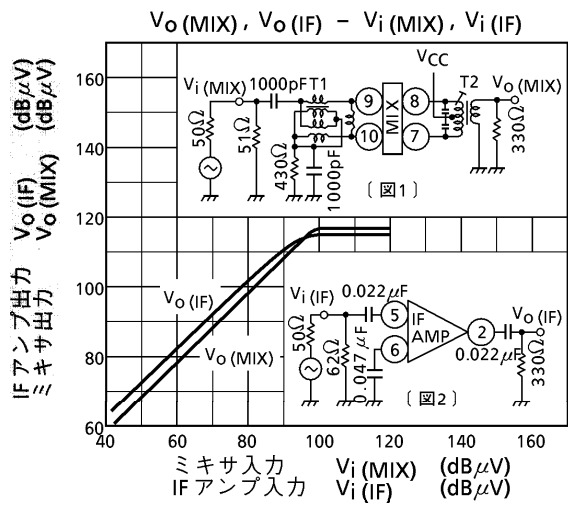 Vo (MIX) , Vo (IF) – Vi (MIX) , Vi (IF)
IFアンプ出力 Vo (IF) (dBμV)
ミキサ出力 Vo (MIX) (dBμV)
160
140
120
100
80
60
Vi (MIX)
1000pF T1
VCC
T2
Vo (MIX)
50Ω
51Ω
430Ω
1000pF
9
10
MIX
8
7
330Ω
〔図1〕
Vo (IF)
Vo (MIX)
Vi (IF)
0.022μF
50Ω
62Ω
0.047μF
5
6
IF
AMP
2
0.022μF
Vo (IF)
330Ω
〔図2〕
40 60 80 100 120 140 160
ミキサ入力 Vi (MIX) (dBμV)
IFアンプ入力 Vi (IF) (dBμV)